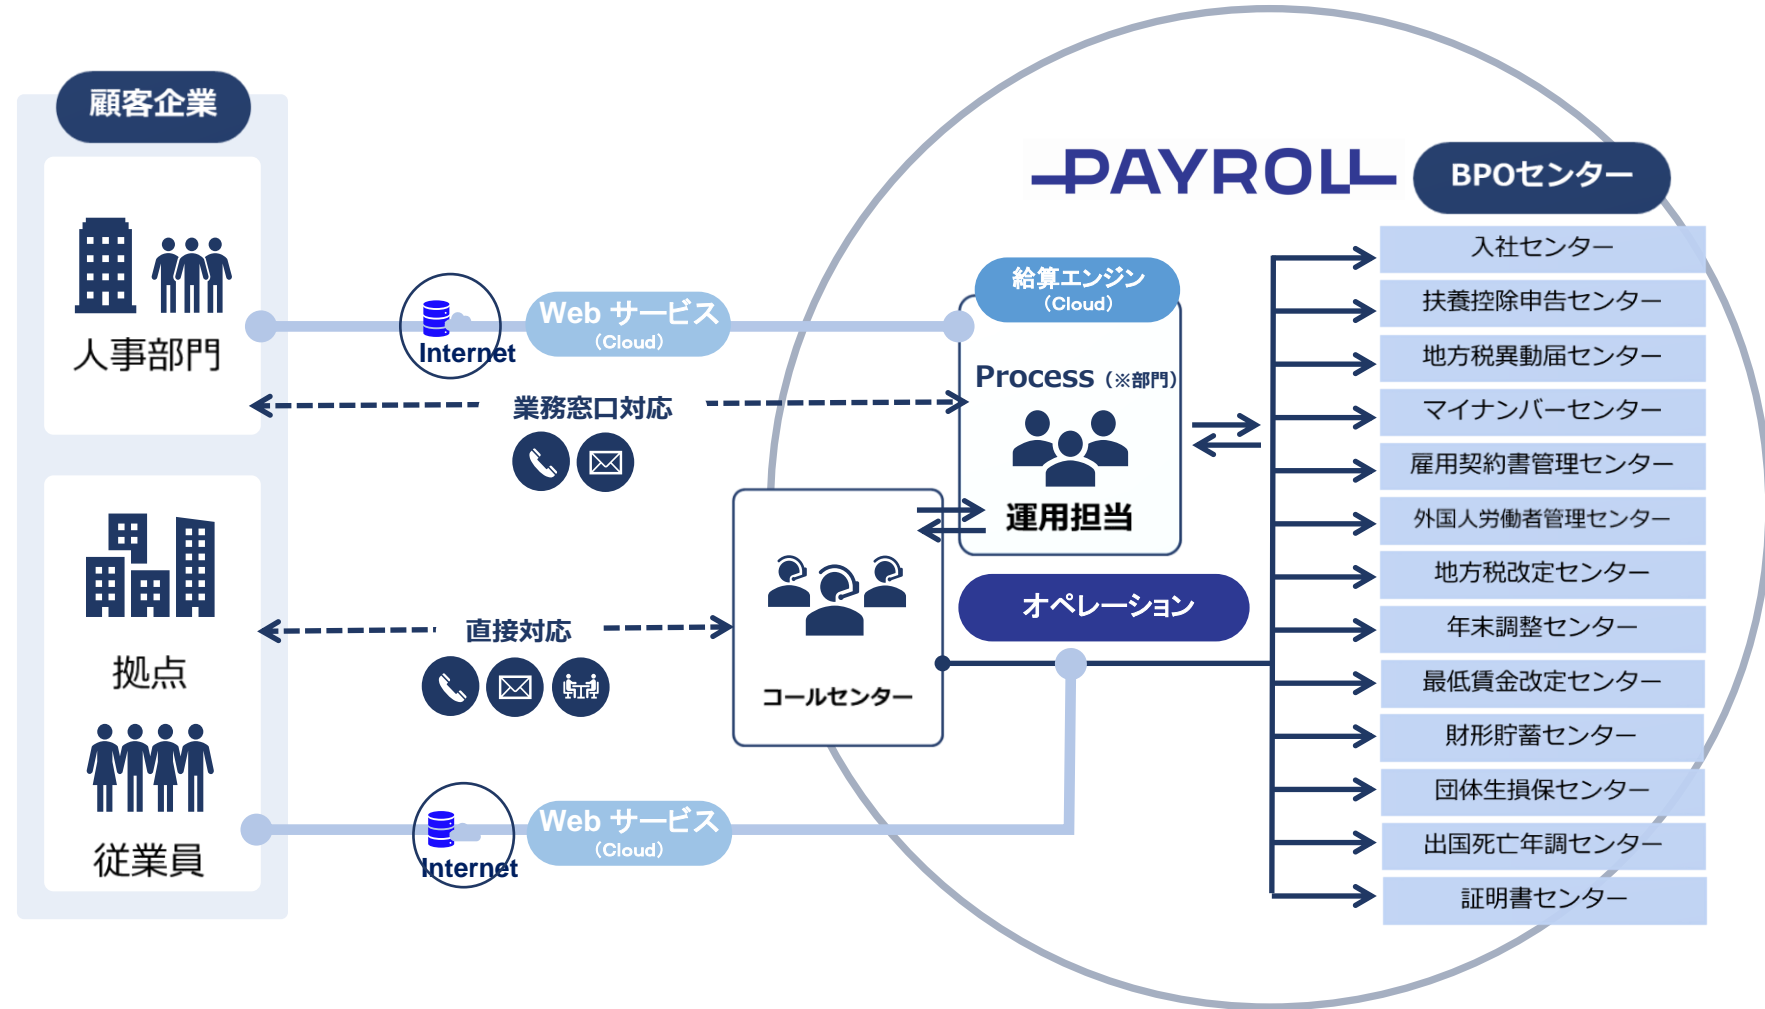 顧客企業
人事部門
拠点
従業員
Internet
Web サービス
（Cloud）
業務窓口対応
直接対応
Internet
Web サービス
（Cloud）
コールセンター
PAYROLL
給算エンジン
（Cloud）
Process（※部門）
運用担当
オペレーション
BPOセンター
入社センター
扶養控除申告センター
地方税異動届センター
マイナンバーセンター
雇用契約書管理センター
外国人労働者管理センター
地方税改定センター
年末調整センター
最低賃金改定センター
財形貯蓄センター
団体生損保センター
出国死亡年調センター
証明書センター